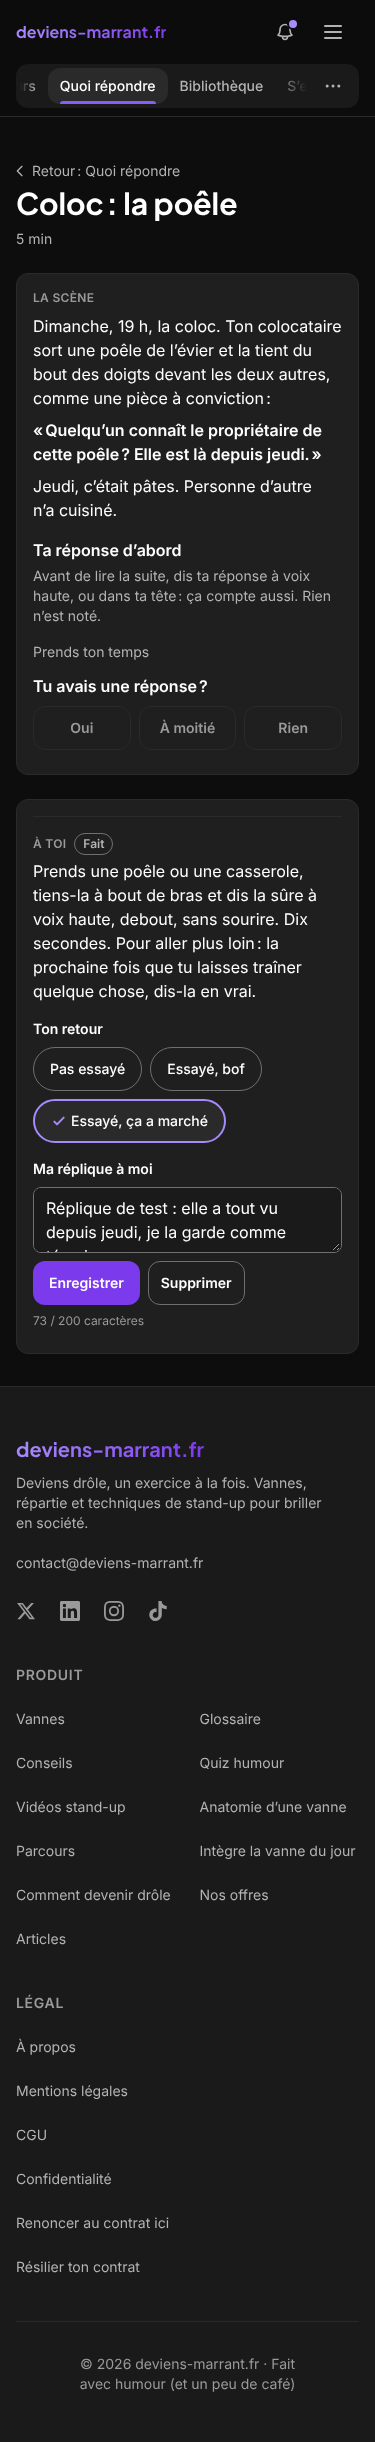 deviens-marrant.fr
rs Quoi répondre Bibliothèque S'e
Retour : Quoi répondre
Coloc : la poêle
5 min
LA SCÈNE
Dimanche, 19 h, la coloc. Ton colocataire
sort une poêle de l’évier et la tient du
bout des doigts devant les deux autres,
comme une pièce à conviction :
« Quelqu’un connaît le propriétaire de
cette poêle ? Elle est là depuis jeudi. »
Jeudi, c’était pâtes. Personne d’autre
n’a cuisiné.
Ta réponse d’abord
Avant de lire la suite, dis ta réponse à voix
haute, ou dans ta tête : ça compte aussi. Rien
n’est noté.
Prends ton temps
Tu avais une réponse ?
Oui À moitié Rien
À TOI Fait
Prends une poêle ou une casserole,
tiens-la à bout de bras et dis la sûre à
voix haute, debout, sans sourire. Dix
secondes. Pour aller plus loin : la
prochaine fois que tu laisses traîner
quelque chose, dis-la en vrai.
Ton retour
Pas essayé Essayé, bof
Essayé, ça a marché
Ma réplique à moi
Réplique de test : elle a tout vu
depuis jeudi, je la garde comme
Enregistrer Supprimer
73 / 200 caractères
deviens-marrant.fr
Deviens drôle, un exercice à la fois. Vannes,
répartie et techniques de stand-up pour briller
en société.
contact@deviens-marrant.fr
PRODUIT
Vannes Glossaire
Conseils Quiz humour
Vidéos stand-up Anatomie d’une vanne
Parcours Intègre la vanne du jour
Comment devenir drôle Nos offres
Articles
LÉGAL
À propos
Mentions légales
CGU
Confidentialité
Renoncer au contrat ici
Résilier ton contrat
© 2026 deviens-marrant.fr · Fait
avec humour (et un peu de café)